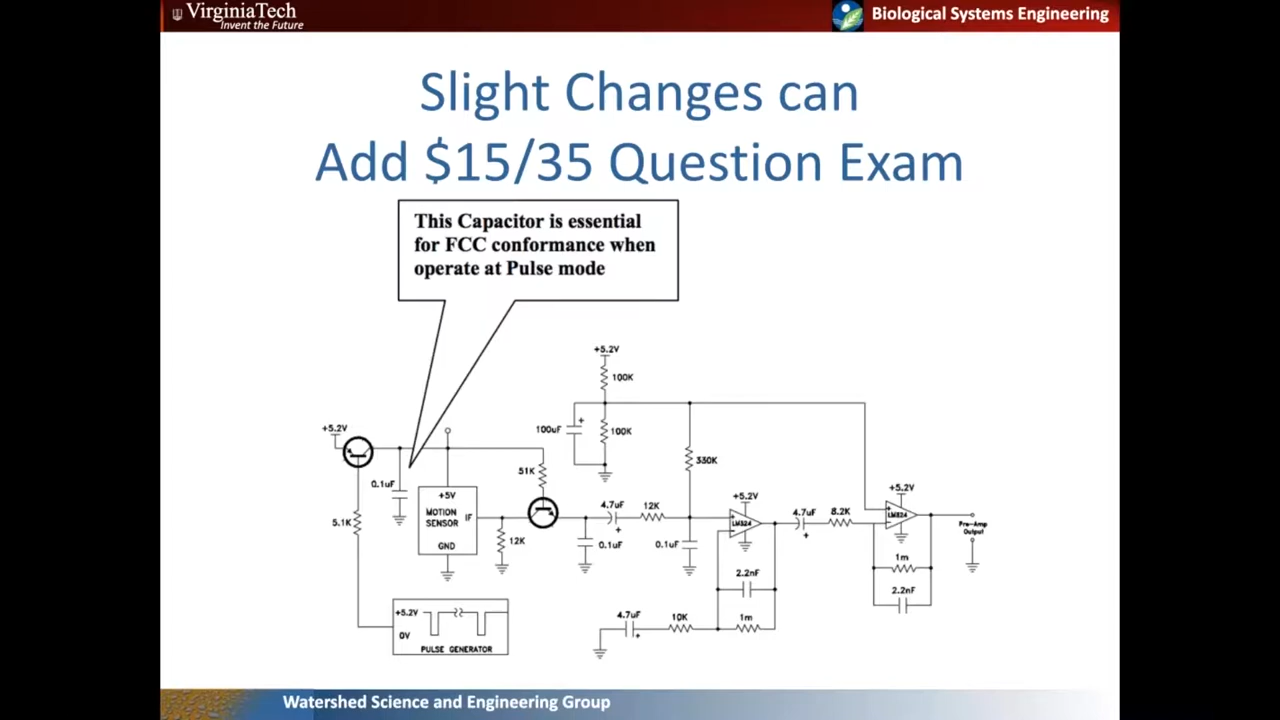 VirginiaTech
Invent the Future
Biological Systems Engineering
Slight Changes can
Add $15/35 Question Exam
This Capacitor is essential
for FCC conformance when
operate at Pulse mode
+5.2V
100K
100uF
+
100K
+5.2V
0.1uF
5.1K
+5V
MOTION
SENSOR
IF
GND
51K
12K
4.7uF
+
12K
0.1uF
330K
0.1uF
+5.2V
LM324
2.2nF
4.7uF
+
10K
1m
4.7uF
+
8.2K
+5.2V
LM324
1m
2.2nF
Pre-Amp
Output
+5.2V
0V
PULSE GENERATOR
Watershed Science and Engineering Group